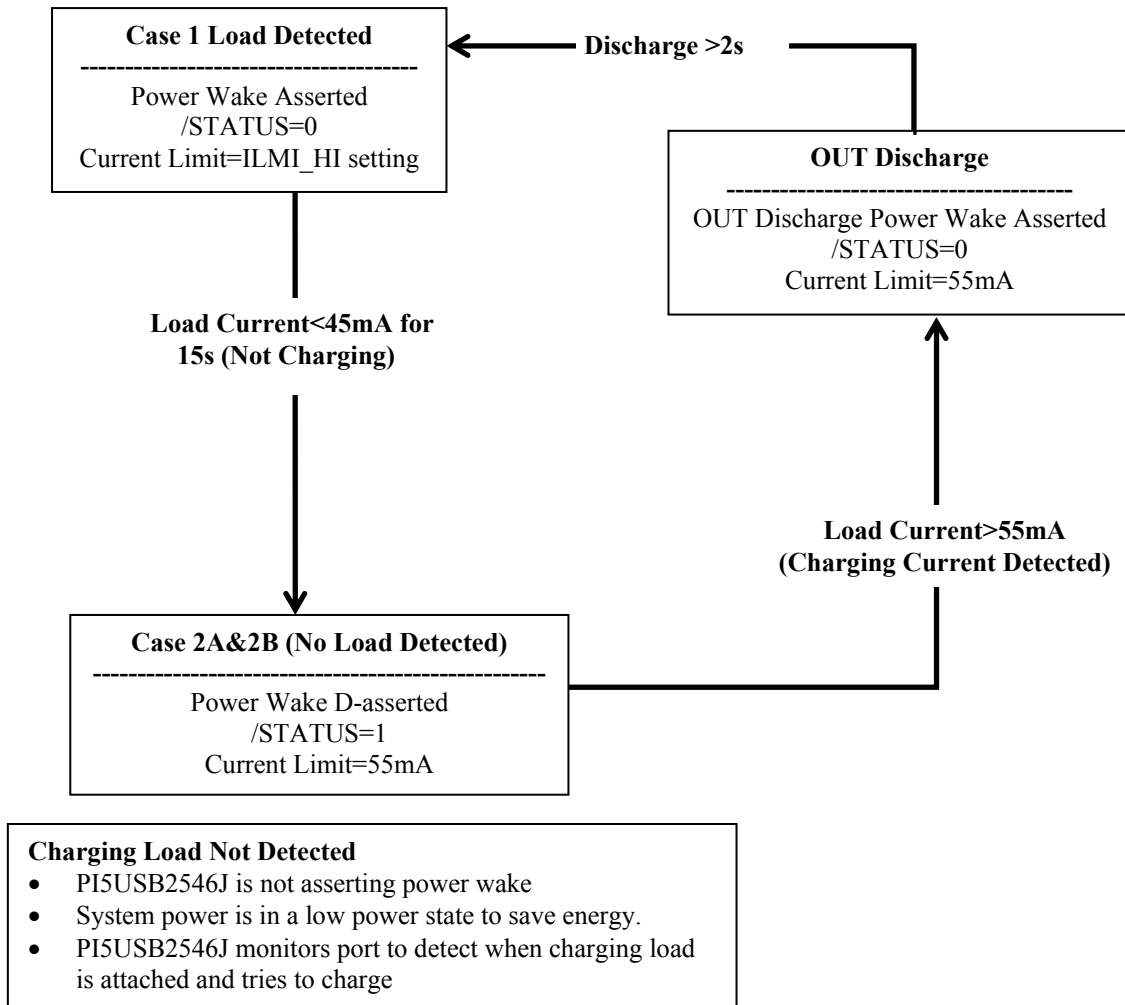 Case 1 Load Detected
---------------------------------------
Power Wake Asserted
/STATUS=0
Current Limit=ILMI_HI setting
Discharge >2s
OUT Discharge
----------------------------------------
OUT Discharge Power Wake Asserted
/STATUS=0
Current Limit=55mA
Load Current<45mA for
15s (Not Charging)
Load Current>55mA
(Charging Current Detected)
Case 2A&2B (No Load Detected)
----------------------------------------------------
Power Wake D-asserted
/STATUS=1
Current Limit=55mA
Charging Load Not Detected
• PI5USB2546J is not asserting power wake
• System power is in a low power state to save energy.
• PI5USB2546J monitors port to detect when charging load
is attached and tries to charge